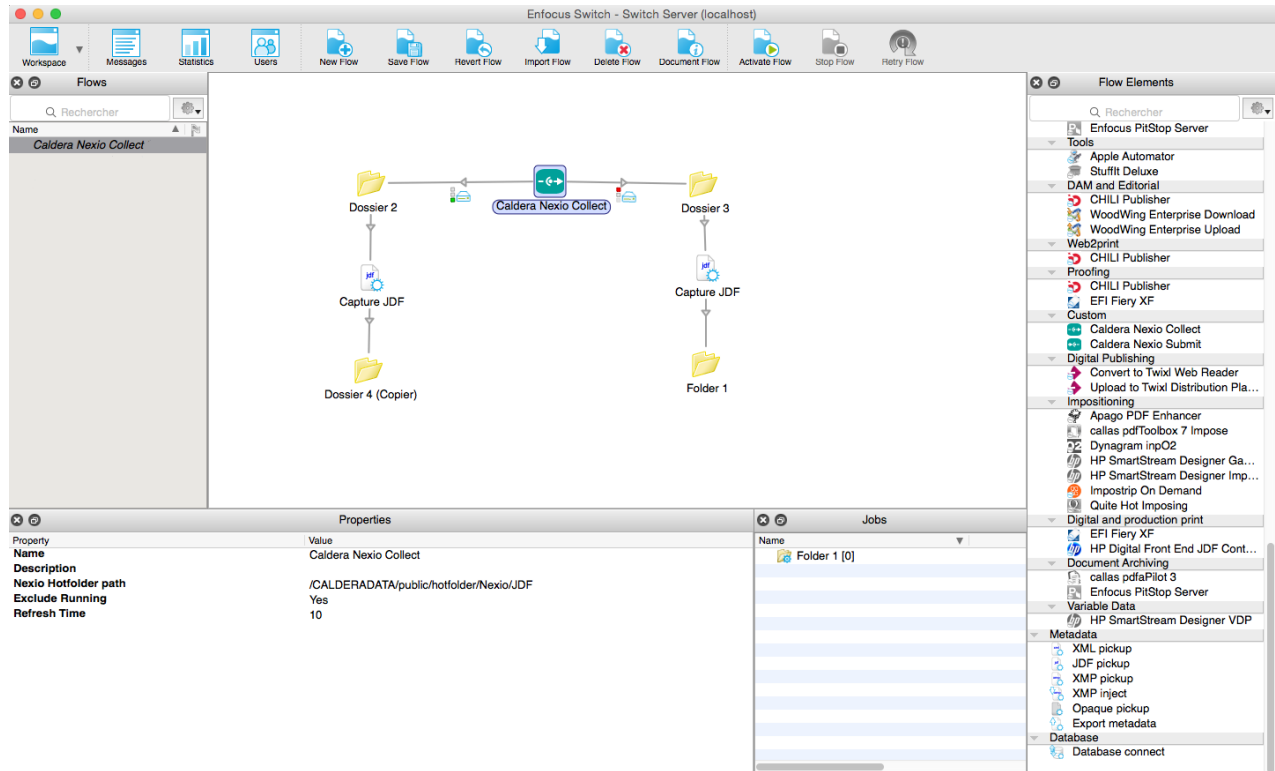 Enfocus Switch - Switch Server (localhost)
Workspace
Messages
Statistics
Users
New Flow
Save Flow
Revert Flow
Import Flow
Delete Flow
Document Flow
Activate Flow
Stop Flow
Retry Flow
Flows
Rechercher
Name
Caldera Nexio Collect
Dossier 2
Caldera Nexio Collect
Dossier 3
jdf
Capture JDF
jdf
Capture JDF
Dossier 4 (Copier)
Folder 1
Flow Elements
Rechercher
Enfocus PitStop Server
Tools
Apple Automator
StuffIt Deluxe
DAM and Editorial
CHILI Publisher
WoodWing Enterprise Download
WoodWing Enterprise Upload
Web2print
CHILI Publisher
Proofing
CHILI Publisher
EFI Fiery XF
Custom
Caldera Nexio Collect
Caldera Nexio Submit
Digital Publishing
Convert to Twixl Web Reader
Upload to Twixl Distribution Pla...
Impositioning
Apago PDF Enhancer
callas pdfToolbox 7 Impose
Dynagram inpO2
HP SmartStream Designer Ga...
HP SmartStream Designer Imp...
Impostrip On Demand
Quite Hot Imposing
Digital and production print
EFI Fiery XF
HP Digital Front End JDF Cont...
Document Archiving
callas pdfaPilot 3
Enfocus PitStop Server
Variable Data
HP SmartStream Designer VDP
Metadata
XML pickup
JDF pickup
XMP pickup
XMP inject
Opaque pickup
Export metadata
Database
Database connect
Properties
Property Value
Name Caldera Nexio Collect
Description
Nexio Hotfolder path /CALDERADATA/public/hotfolder/Nexio/JDF
Exclude Running Yes
Refresh Time 10
Jobs
Name
Folder 1 [0]